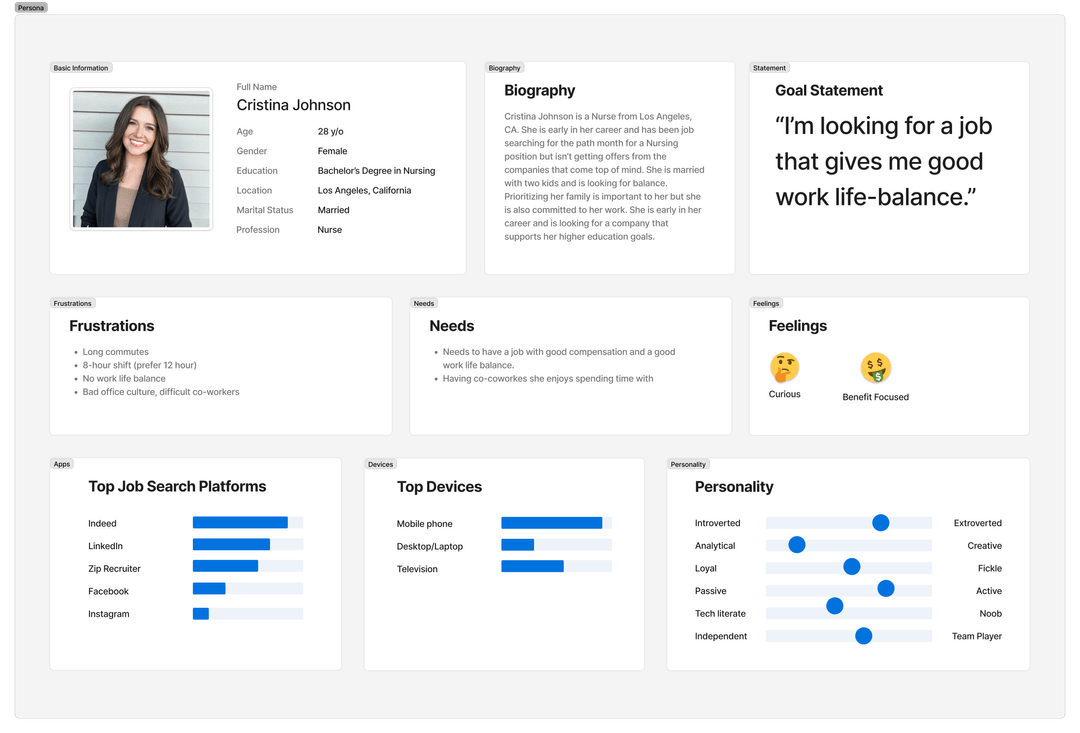 Persona
Basic Information
Full Name
Cristina Johnson
Age 28 y/o
Gender Female
Education Bachelor's Degree in Nursing
Location Los Angeles, California
Marital Status Married
Profession Nurse
Biography
Biography
Cristina Johnson is a Nurse from Los Angeles,
CA. She is early in her career and has been job
searching for the path month for a Nursing
position but isn't getting offers from the
companies that come top of mind. She is married
with two kids and is looking for balance.
Prioritizing her family is important to her but she
is also committed to her work. She is early in her
career and is looking for a company that
supports her higher education goals.
Statement
Goal Statement
“I’m looking for a job
that gives me good
work life-balance.”
Frustrations
Frustrations
• Long commutes
• 8-hour shift (prefer 12 hour)
• No work life balance
• Bad office culture, difficult co-workers
Needs
Needs
• Needs to have a job with good compensation and a good
work life balance.
• Having co-coworkes she enjoys spending time with
Feelings
Feelings
Curious
Benefit Focused
Apps
Top Job Search Platforms
Indeed
LinkedIn
Zip Recruiter
Facebook
Instagram
Devices
Top Devices
Mobile phone
Desktop/Laptop
Television
Personality
Personality
Introverted Extroverted
Analytical Creative
Loyal Fickle
Passive Active
Tech literate Noob
Independent Team Player